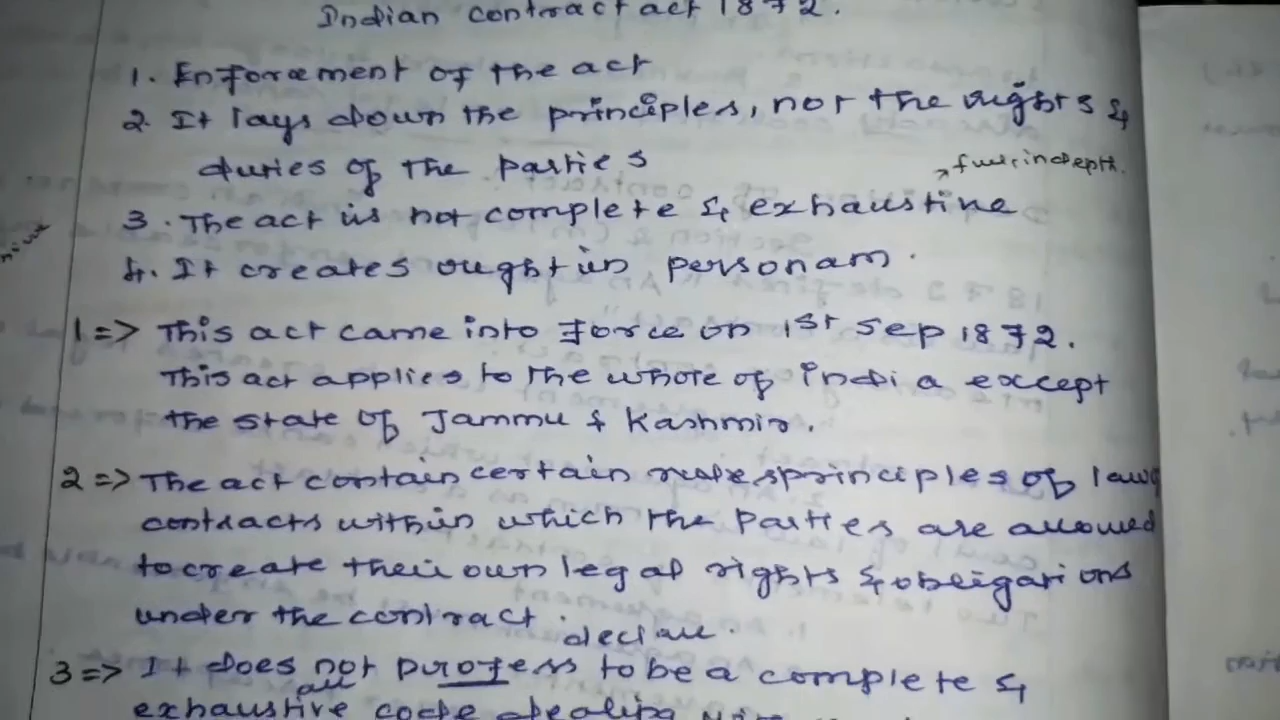 Indian contract act 1872.
1. Enforcement of the act
2. It lays down the principles, not the rights &
duties of the parties
→ full, indepth.
3. The act is not complete & exhaustive
4. It creates right in personam.
1 => This act came into force on 1st Sep 1872.
This act applies to the whole of India except
the state of Jammu & Kashmir.
2 => The act contain certain rules principles of law of
contracts within which the parties are allowed
to create their own legal rights & obligations
under the contract.
declare.
3 => It does not profess to be a complete &
all
exhaustive code dealing with